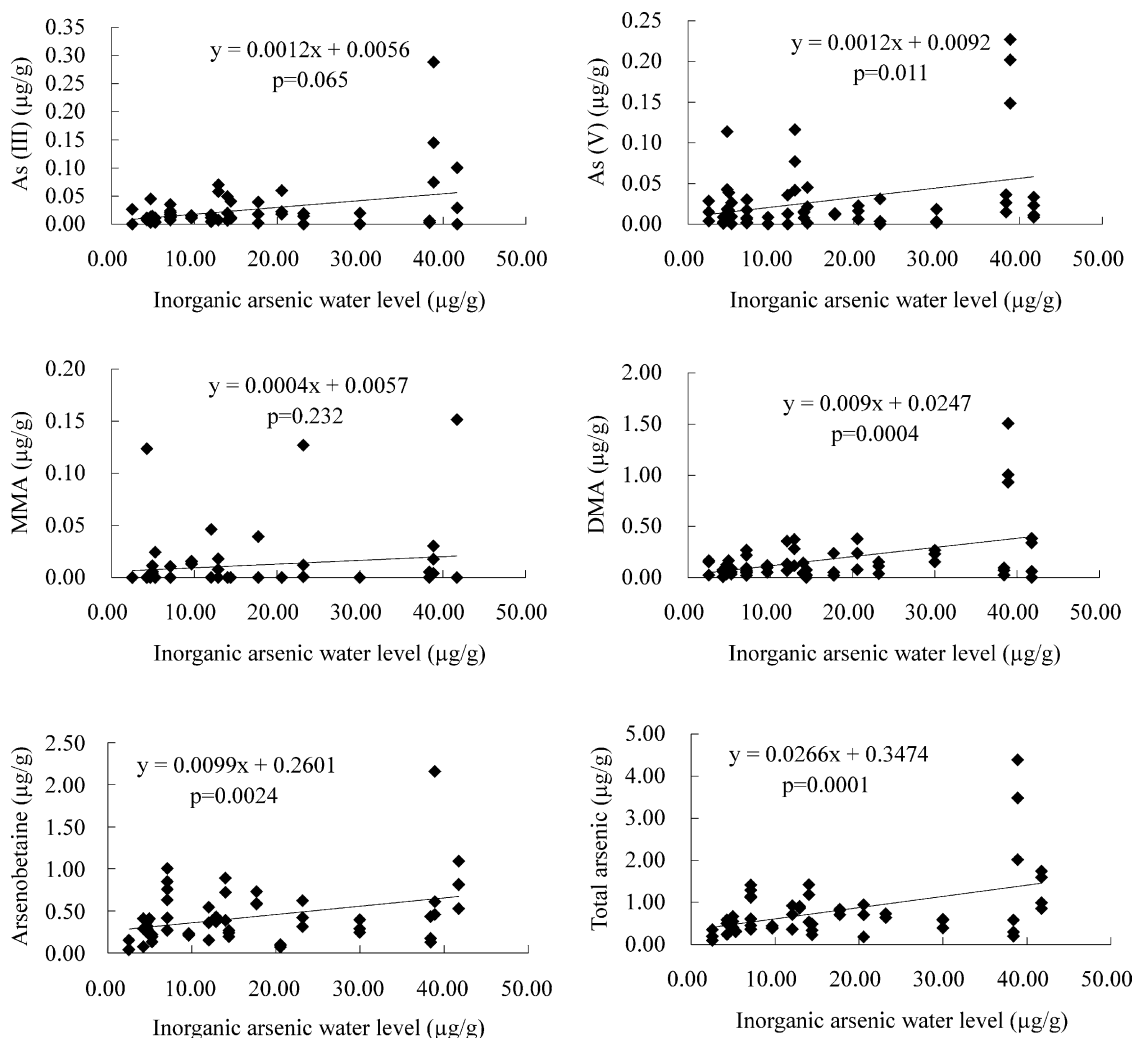 0.35
0.30
0.25
0.20
0.15
0.10
0.05
0.00
As (III) (µg/g)
y = 0.0012x + 0.0056
p=0.065
0.00 10.00 20.00 30.00 40.00 50.00
Inorganic arsenic water level (µg/g)
0.25
0.20
0.15
0.10
0.05
0.00
As (V) (µg/g)
y = 0.0012x + 0.0092
p=0.011
0.00 10.00 20.00 30.00 40.00 50.00
Inorganic arsenic water level (µg/g)
0.20
0.15
0.10
0.05
0.00
MMA (µg/g)
y = 0.0004x + 0.0057
p=0.232
0.00 10.00 20.00 30.00 40.00 50.00
Inorganic arsenic water level (µg/g)
2.00
1.50
1.00
0.50
0.00
DMA (µg/g)
y = 0.009x + 0.0247
p=0.0004
0.00 10.00 20.00 30.00 40.00 50.00
Inorganic arsenic water level (µg/g)
2.50
2.00
1.50
1.00
0.50
0.00
Arsenobetaine (µg/g)
y = 0.0099x + 0.2601
p=0.0024
0.00 10.00 20.00 30.00 40.00 50.00
Inorganic arsenic water level (µg/g)
5.00
4.00
3.00
2.00
1.00
0.00
Total arsenic (µg/g)
y = 0.0266x + 0.3474
p=0.0001
0.00 10.00 20.00 30.00 40.00 50.00
Inorganic arsenic water level (µg/g)